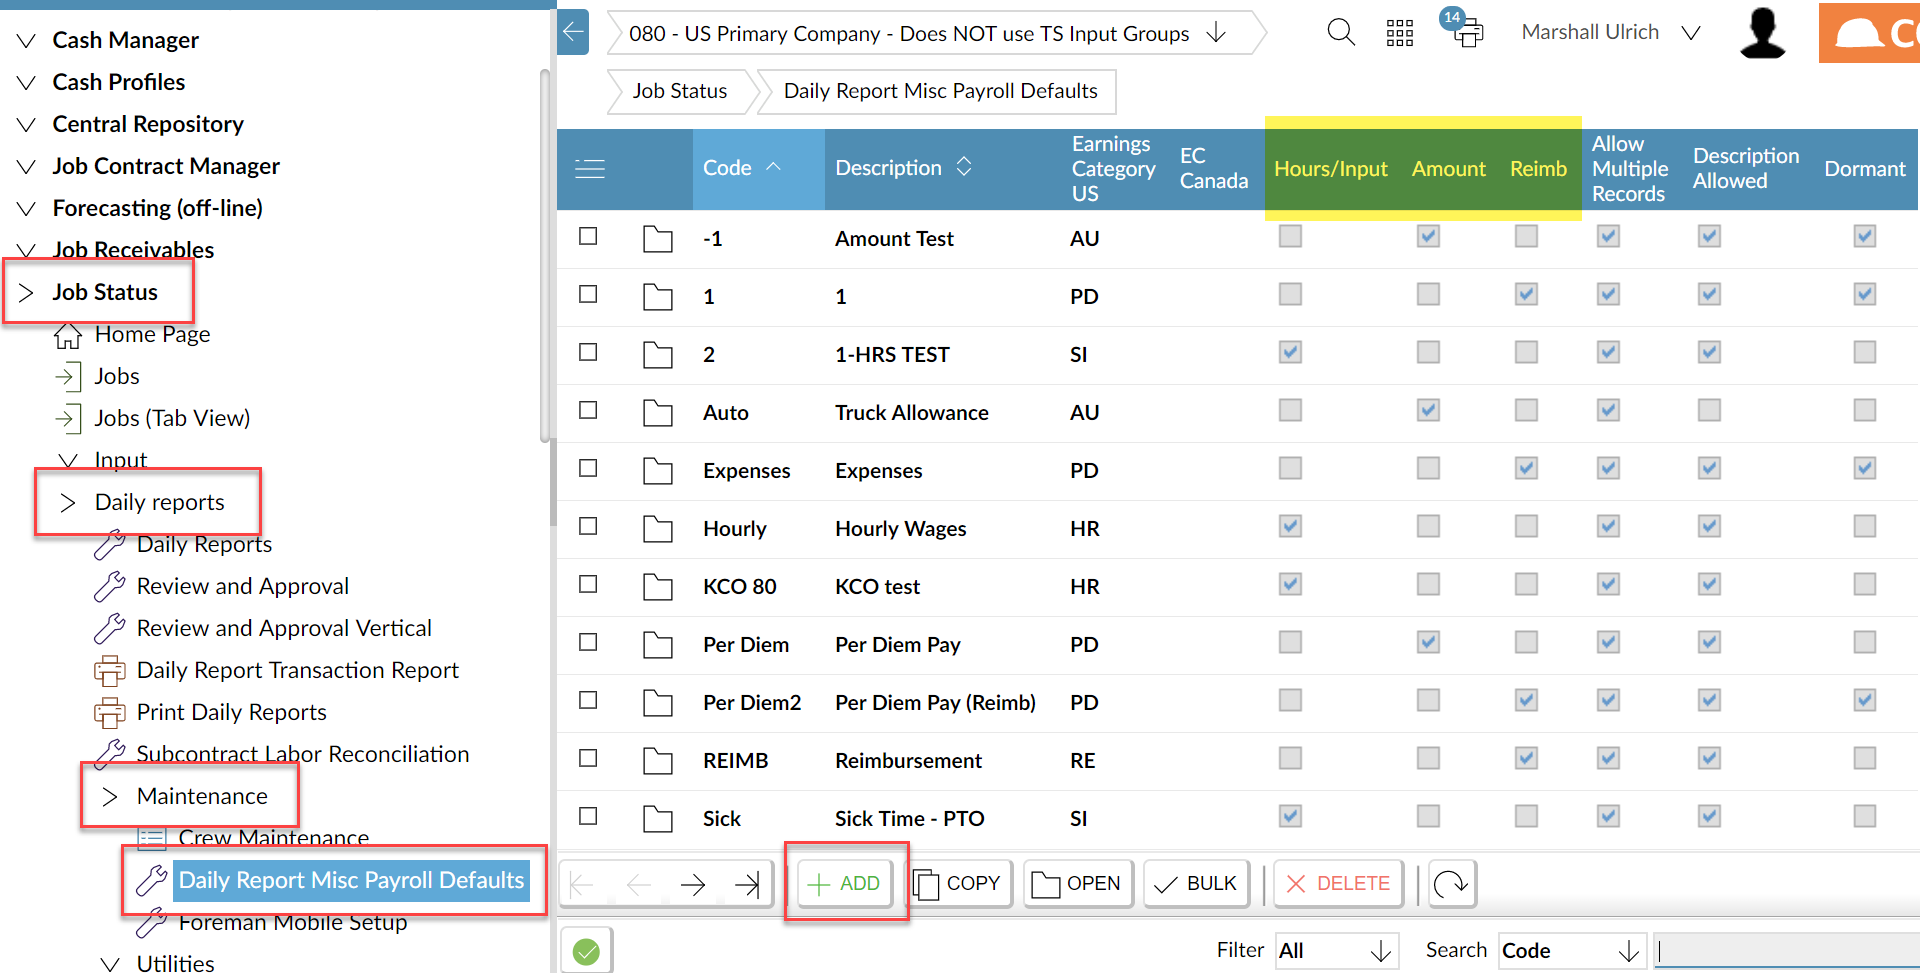 Cash Manager
Cash Profiles
Central Repository
Job Contract Manager
Forecasting (off-line)
Job Receivables
Job Status
Home Page
Jobs
Jobs (Tab View)
Input
Daily reports
Daily Reports
Review and Approval
Review and Approval Vertical
Daily Report Transaction Report
Print Daily Reports
Subcontract Labor Reconciliation
Maintenance
Crew Maintenance
Daily Report Misc Payroll Defaults
Foreman Mobile Setup
Utilities
080 - US Primary Company - Does NOT use TS Input Groups
14
Marshall Ulrich
Job Status
Daily Report Misc Payroll Defaults
Code
Description
Earnings
Category
US
EC
Canada
Hours/Input
Amount
Reimb
Allow
Multiple
Records
Description
Allowed
Dormant
-1 Amount Test AU
1 1 PD
2 1-HRS TEST SI
Auto Truck Allowance AU
Expenses Expenses PD
Hourly Hourly Wages HR
KCO 80 KCO test HR
Per Diem Per Diem Pay PD
Per Diem2 Per Diem Pay (Reimb) PD
REIMB Reimbursement RE
Sick Sick Time - PTO SI
ADD COPY OPEN BULK DELETE
Filter All Search Code